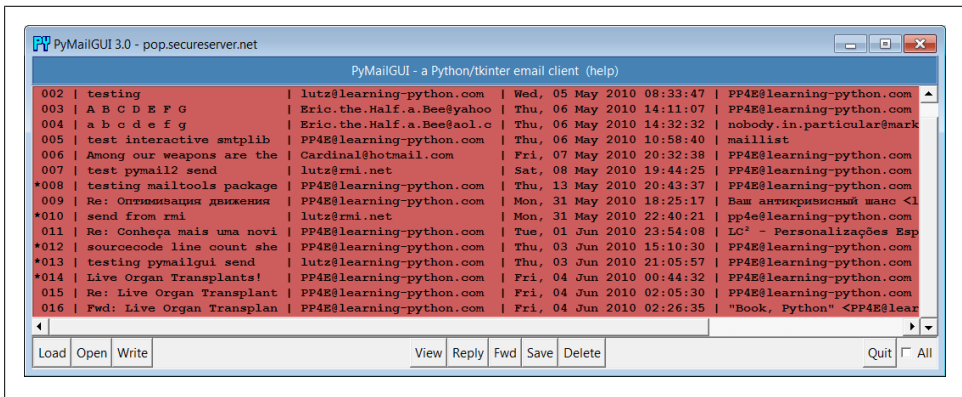 PY PyMailGUI 3.0 - pop.secureserver.net
PyMailGUI - a Python/tkinter email client (help)
002 | testing | lutz@learning-python.com | Wed, 05 May 2010 08:33:47 | PP4E@learning-python.com
003 | A B C D E F G | Eric.the.Half.a.Bee@yahoo | Thu, 06 May 2010 14:11:07 | PP4E@learning-python.com
004 | a b c d e f g | Eric.the.Half.a.Bee@aol.c | Thu, 06 May 2010 14:32:32 | nobody.in.particular@mark
005 | test interactive smtplib | PP4E@learning-python.com | Thu, 06 May 2010 10:58:40 | maillist
006 | Among our weapons are the | Cardinal@hotmail.com | Fri, 07 May 2010 20:32:38 | PP4E@learning-python.com
007 | test pymail2 send | lutz@rmi.net | Sat, 08 May 2010 19:44:25 | PP4E@learning-python.com
*008 | testing mailtools package | PP4E@learning-python.com | Thu, 13 May 2010 20:43:37 | PP4E@learning-python.com
009 | Re: Оптимивация движения | PP4E@learning-python.com | Mon, 31 May 2010 18:25:17 | Ваш антикризисный шанс <l
*010 | send from rmi | lutz@rmi.net | Mon, 31 May 2010 22:40:21 | pp4e@learning-python.com
011 | Re: Conheça mais uma novi | PP4E@learning-python.com | Tue, 01 Jun 2010 23:54:08 | LC² - Personalizações Esp
*012 | sourcecode line count she | PP4E@learning-python.com | Thu, 03 Jun 2010 15:10:30 | PP4E@learning-python.com
*013 | testing pymailgui send | lutz@learning-python.com | Thu, 03 Jun 2010 21:05:57 | PP4E@learning-python.com
*014 | Live Organ Transplants! | PP4E@learning-python.com | Fri, 04 Jun 2010 00:44:32 | PP4E@learning-python.com
015 | Re: Live Organ Transplant | PP4E@learning-python.com | Fri, 04 Jun 2010 02:05:30 | PP4E@learning-python.com
016 | Fwd: Live Organ Transplan | PP4E@learning-python.com | Fri, 04 Jun 2010 02:26:35 | "Book, Python" <PP4E@lear
Load Open Write View Reply Fwd Save Delete Quit All